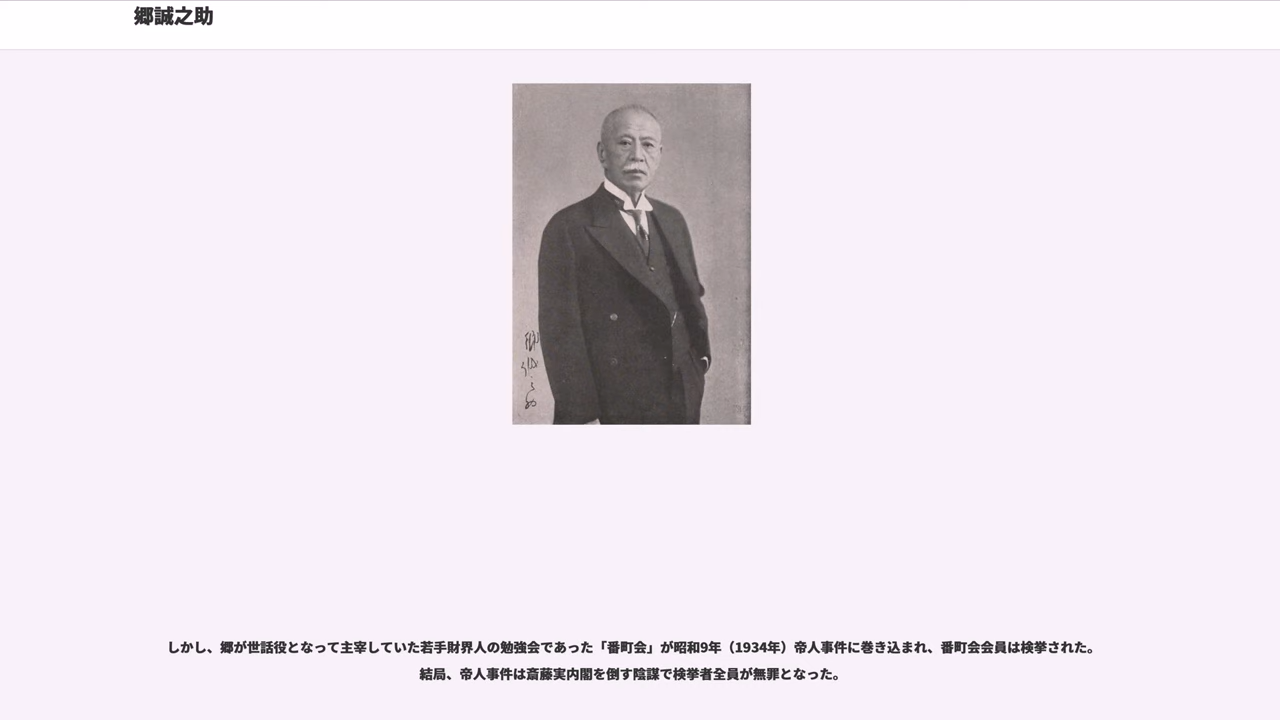 郷誠之助
しかし、郷が世話役となって主宰していた若手財界人の勉強会であった「番町会」が昭和9年（1934年）帝人事件に巻き込まれ、番町会会員は検挙された。
結局、帝人事件は斎藤実内閣を倒す陰謀で検挙者全員が無罪となった。